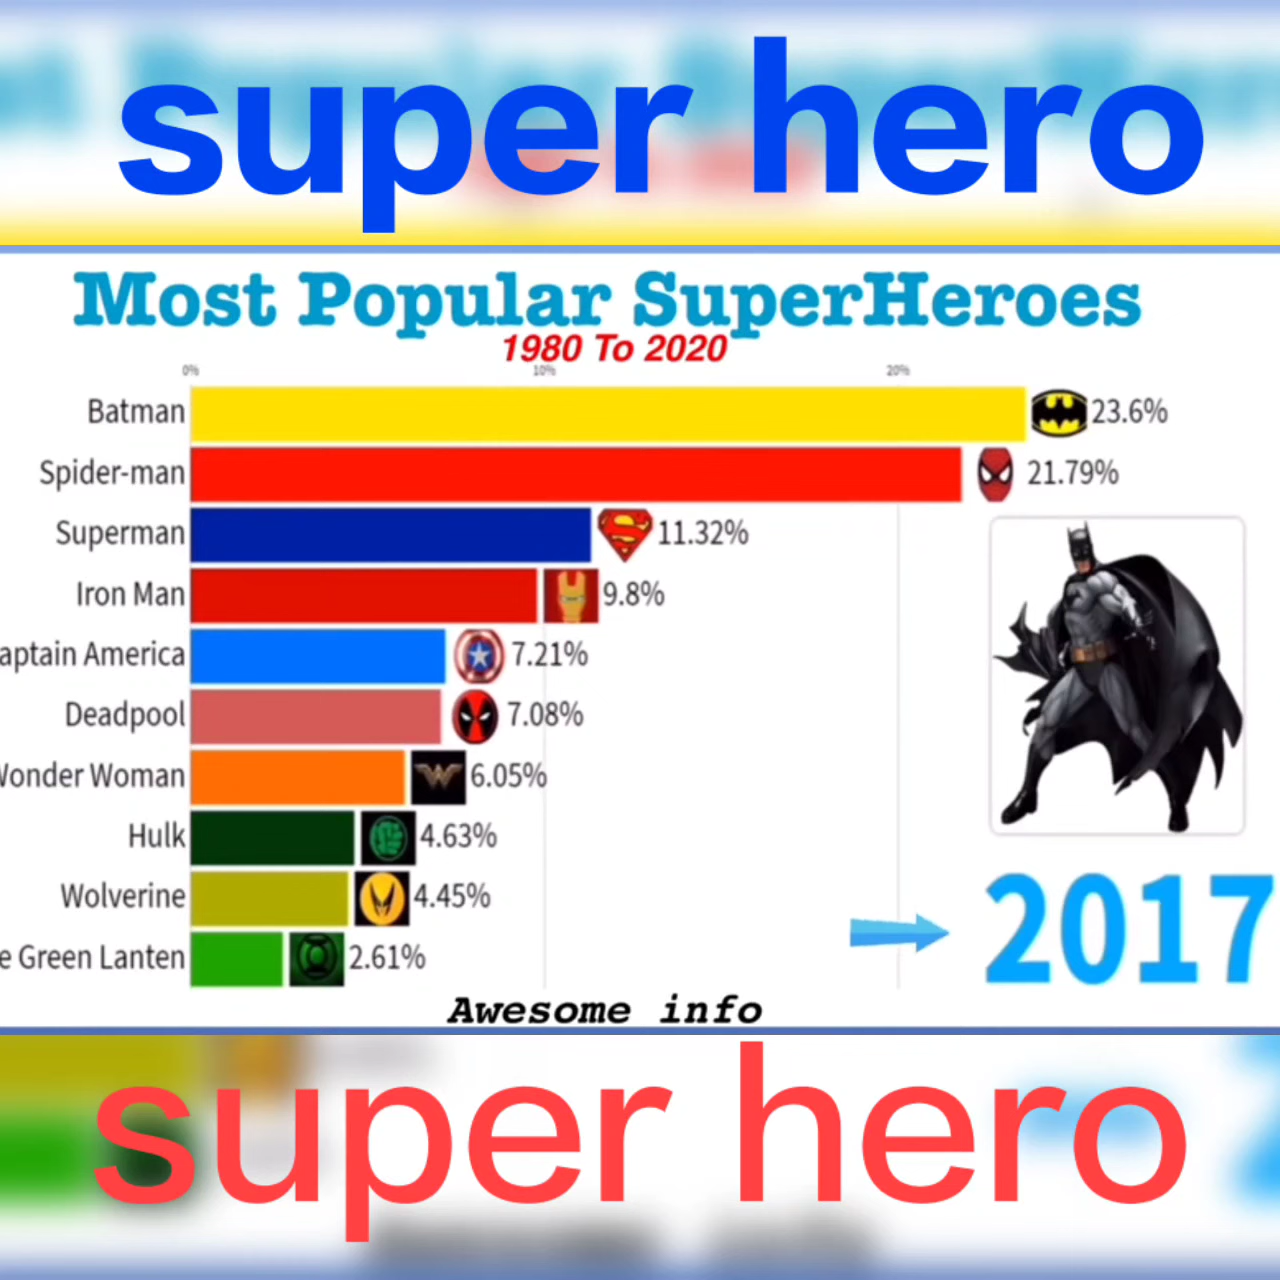 super hero
Most Popular SuperHeroes
1980 To 2020
0% 10% 20%
Batman 23.6%
Spider-man 21.79%
Superman 11.32%
Iron Man 9.8%
aptain America 7.21%
Deadpool 7.08%
Wonder Woman 6.05%
Hulk 4.63%
Wolverine 4.45%
e Green Lanten 2.61%
2017
Awesome info
super hero